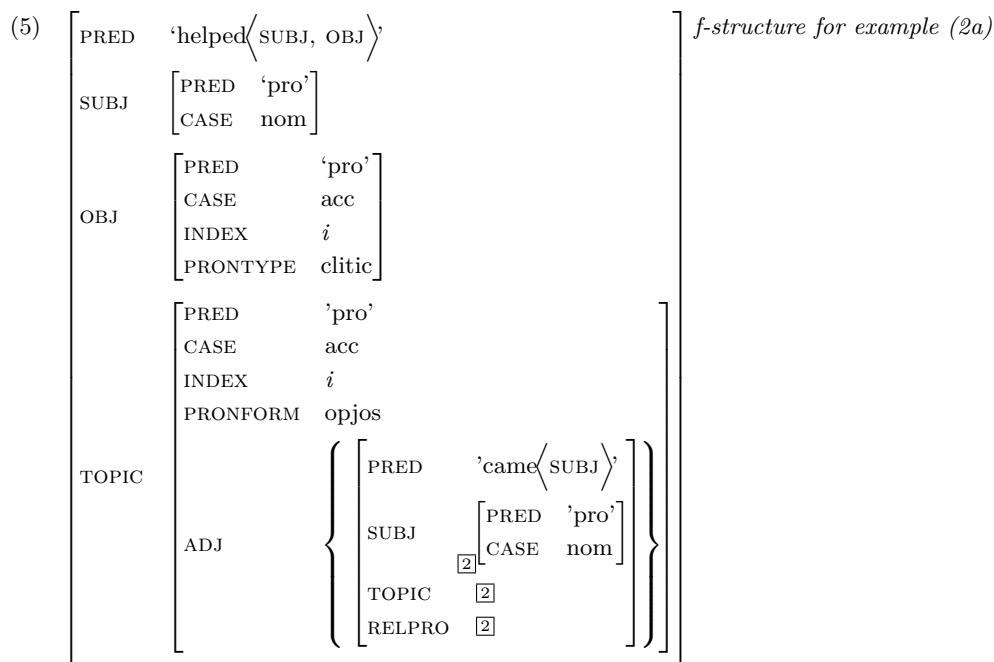 (5) PRED ‘helped⟨SUBJ, OBJ⟩’ f-structure for example (2a)
SUBJ
PRED ‘pro’
CASE nom
OBJ
PRED ‘pro’
CASE acc
INDEX i
PRONTYPE clitic
TOPIC
PRED ’pro’
CASE acc
INDEX i
PRONFORM opjos
ADJ
PRED ’came⟨SUBJ⟩’
SUBJ
PRED ’pro’
CASE nom
2
TOPIC 2
RELPRO 2